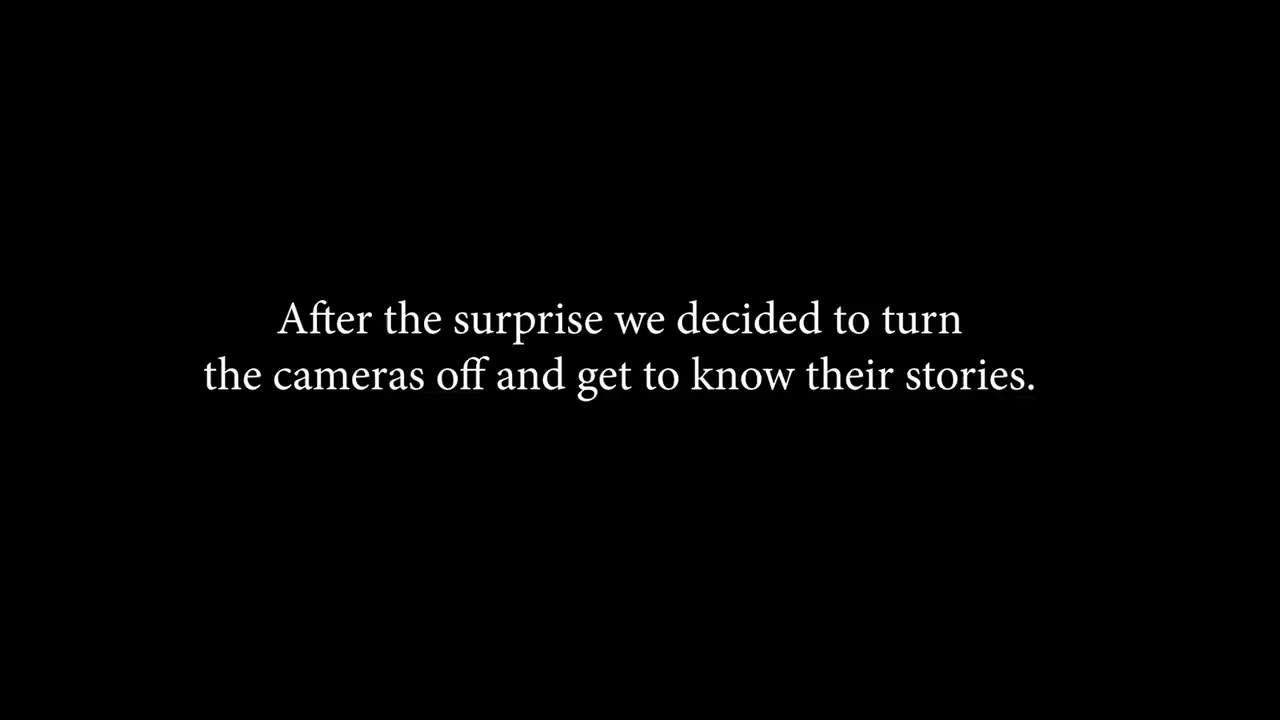 After the surprise we decided to turn
the cameras off and get to know their stories.